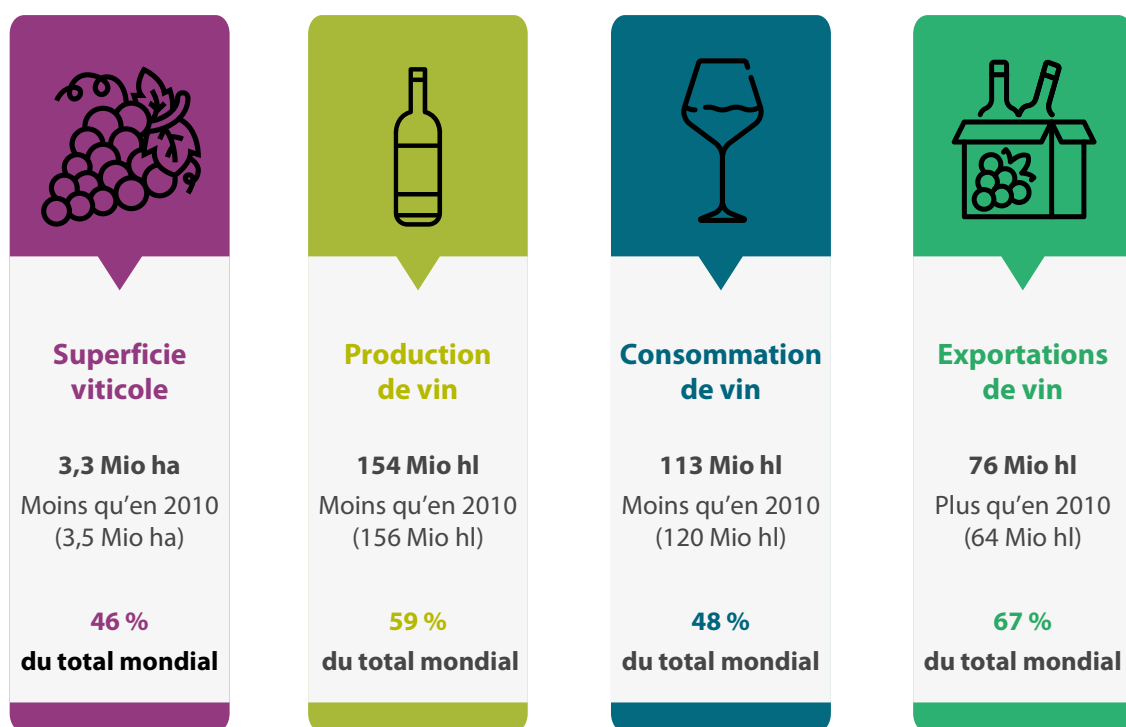 Superficie
viticole
3,3 Mio ha
Moins qu’en 2010
(3,5 Mio ha)
46 %
du total mondial
Production
de vin
154 Mio hl
Moins qu’en 2010
(156 Mio hl)
59 %
du total mondial
Consommation
de vin
113 Mio hl
Moins qu’en 2010
(120 Mio hl)
48 %
du total mondial
Exportations
de vin
76 Mio hl
Plus qu’en 2010
(64 Mio hl)
67 %
du total mondial